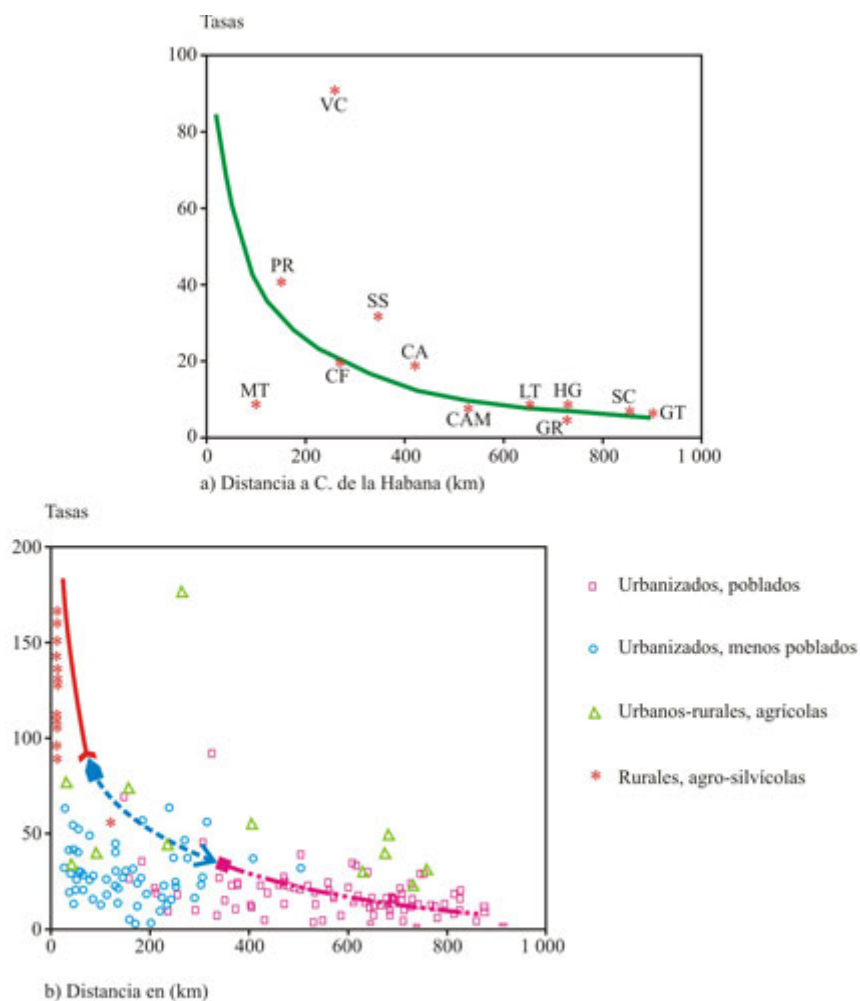 Tasas
100
80
60
40
20
0
VC
PR
SS
CA
CF
MT
CAM
LT
HG
GR
SC
GT
0 200 400 600 800 1 000
a) Distancia a C. de la Habana (km)
Tasas
200
150
100
50
0
0 200 400 600 800 1 000
b) Distancia en (km)
Urbanizados, poblados
Urbanizados, menos poblados
Urbanos-rurales, agrícolas
Rurales, agro-silvícolas